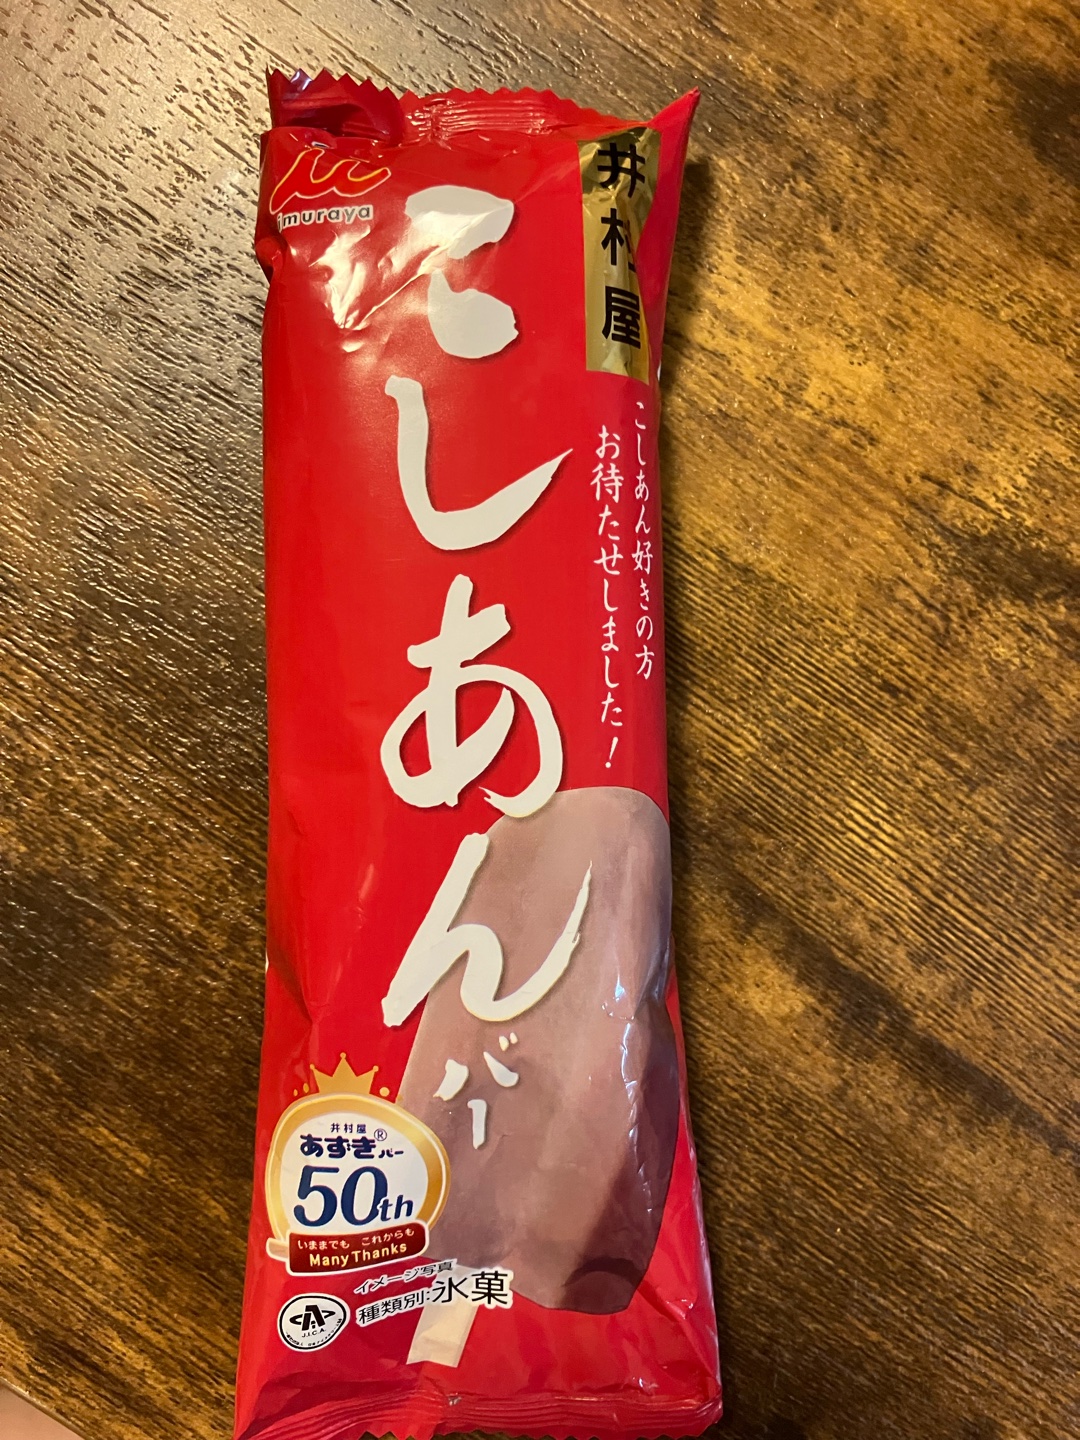 imuraya
井村屋
こしあんバー
こしあん好きの方
お待たせしました！
井村屋
あずき®バー
50th
いままでも これからも
Many Thanks
イメージ写真
種類別:氷菓
J.I.C.A.